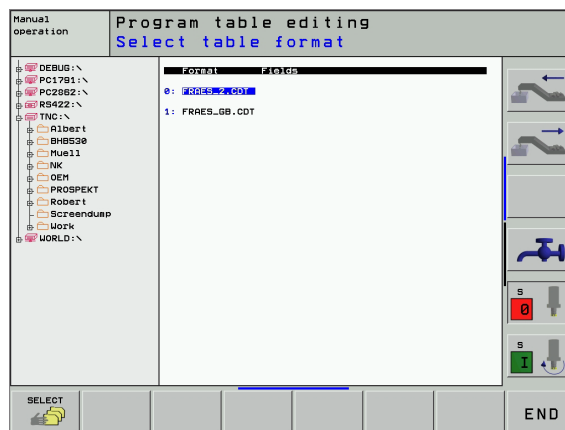 Manual
operation
Program table editing
Select table format
DEBUG:\
PC1791:\
PC2862:\
RS422:\
TNC:\
Albert
BHB530
Muell
NK
OEM
PROSPEKT
Robert
Screendump
Work
WORLD:\
Format Fields
0: FRAES_2.CDT
1: FRAES_GB.CDT
S
0
S
I
SELECT
END